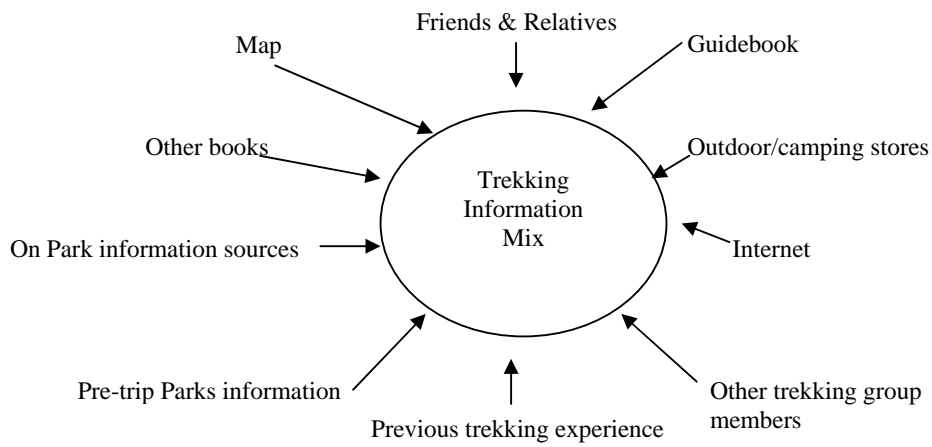 Friends & Relatives
Map
Guidebook
Other books
Outdoor/camping stores
Trekking
Information
Mix
On Park information sources
Internet
Pre-trip Parks information
Other trekking group
members
Previous trekking experience